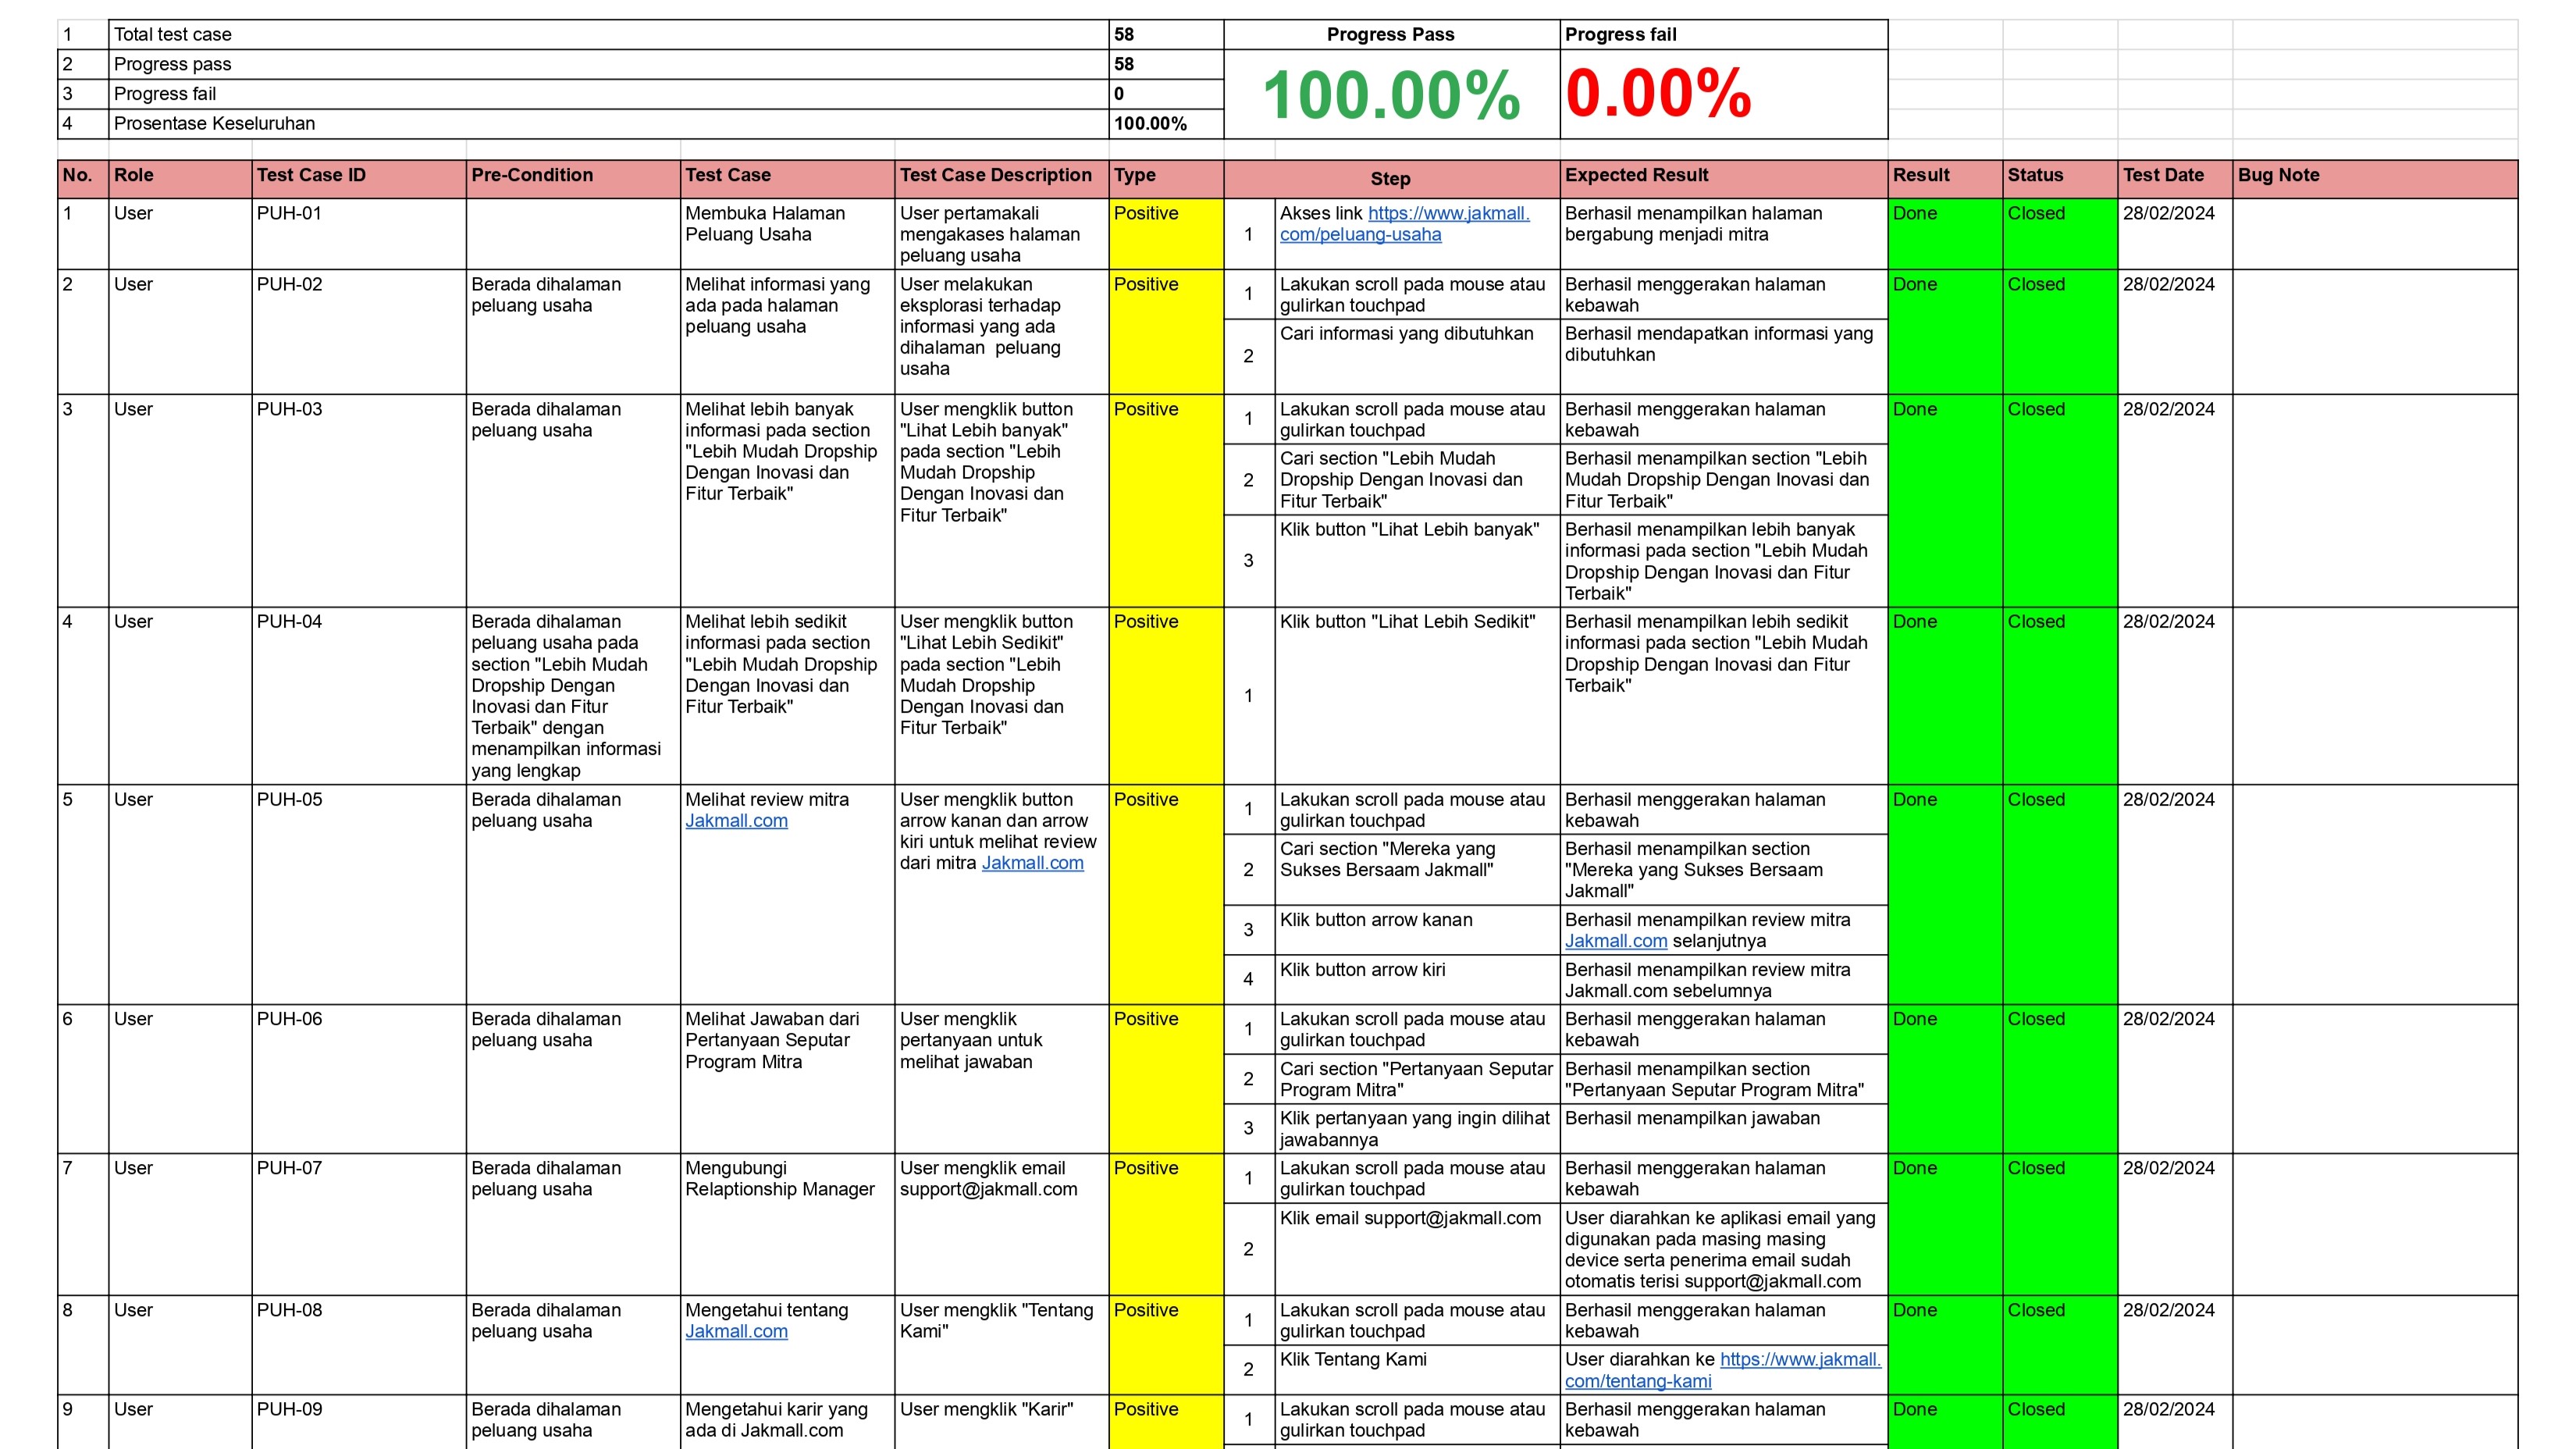 1 Total test case 58 Progress Pass Progress fail
2 Progress pass 58 100.00% 0.00%
3 Progress fail 0
4 Prosentase Keseluruhan 100.00%
No. Role Test Case ID Pre-Condition Test Case Test Case Description Type Step Expected Result Result Status Test Date Bug Note
1 User PUH-01 Membuka Halaman User pertamakali Positive 1 Akses link https://www.jakmall. Berhasil menampilkan halaman Done Closed 28/02/2024
Peluang Usaha mengakases halaman com/peluang-usaha bergabung menjadi mitra
peluang usaha
2 User PUH-02 Berada dihalaman Melihat informasi yang User melakukan Positive 1 Lakukan scroll pada mouse atau Berhasil menggerakan halaman Done Closed 28/02/2024
peluang usaha ada pada halaman eksplorasi terhadap gulirkan touchpad kebawah
peluang usaha informasi yang ada 2 Cari informasi yang dibutuhkan Berhasil mendapatkan informasi yang
dihalaman  peluang dibutuhkan
usaha
3 User PUH-03 Berada dihalaman Melihat lebih banyak User mengklik button Positive 1 Lakukan scroll pada mouse atau Berhasil menggerakan halaman Done Closed 28/02/2024
peluang usaha informasi pada section "Lihat Lebih banyak" gulirkan touchpad kebawah
"Lebih Mudah Dropship pada section "Lebih 2 Cari section "Lebih Mudah Berhasil menampilkan section "Lebih
Dengan Inovasi dan Mudah Dropship Dropship Dengan Inovasi dan Mudah Dropship Dengan Inovasi dan
Fitur Terbaik" Dengan Inovasi dan Fitur Terbaik" Fitur Terbaik"
Fitur Terbaik" 3 Klik button "Lihat Lebih banyak" Berhasil menampilkan lebih banyak
informasi pada section "Lebih Mudah
Dropship Dengan Inovasi dan Fitur
Terbaik"
4 User PUH-04 Berada dihalaman Melihat lebih sedikit User mengklik button Positive 1 Klik button "Lihat Lebih Sedikit" Berhasil menampilkan lebih sedikit Done Closed 28/02/2024
peluang usaha pada informasi pada section "Lihat Lebih Sedikit" informasi pada section "Lebih Mudah
section "Lebih Mudah "Lebih Mudah Dropship pada section "Lebih Dropship Dengan Inovasi dan Fitur
Dropship Dengan Dengan Inovasi dan Mudah Dropship Terbaik"
Inovasi dan Fitur Fitur Terbaik" Dengan Inovasi dan
Terbaik" dengan Fitur Terbaik"
menampilkan informasi
yang lengkap
5 User PUH-05 Berada dihalaman Melihat review mitra User mengklik button Positive 1 Lakukan scroll pada mouse atau Berhasil menggerakan halaman Done Closed 28/02/2024
peluang usaha Jakmall.com arrow kanan dan arrow gulirkan touchpad kebawah
kiri untuk melihat review 2 Cari section "Mereka yang Berhasil menampilkan section
dari mitra Jakmall.com Sukses Bersaam Jakmall" "Mereka yang Sukses Bersaam
Jakmall"
3 Klik button arrow kanan Berhasil menampilkan review mitra
Jakmall.com selanjutnya
4 Klik button arrow kiri Berhasil menampilkan review mitra
Jakmall.com sebelumnya
6 User PUH-06 Berada dihalaman Melihat Jawaban dari User mengklik Positive 1 Lakukan scroll pada mouse atau Berhasil menggerakan halaman Done Closed 28/02/2024
peluang usaha Pertanyaan Seputar pertanyaan untuk gulirkan touchpad kebawah
Program Mitra melihat jawaban 2 Cari section "Pertanyaan Seputar Berhasil menampilkan section
Program Mitra" "Pertanyaan Seputar Program Mitra"
3 Klik pertanyaan yang ingin dilihat Berhasil menampilkan jawaban
jawabannya
7 User PUH-07 Berada dihalaman Mengubungi User mengklik email Positive 1 Lakukan scroll pada mouse atau Berhasil menggerakan halaman Done Closed 28/02/2024
peluang usaha Relaptionship Manager support@jakmall.com gulirkan touchpad kebawah
2 Klik email support@jakmall.com User diarahkan ke aplikasi email yang
digunakan pada masing masing
device serta penerima email sudah
otomatis terisi support@jakmall.com
8 User PUH-08 Berada dihalaman Mengetahui tentang User mengklik "Tentang Positive 1 Lakukan scroll pada mouse atau Berhasil menggerakan halaman Done Closed 28/02/2024
peluang usaha Jakmall.com Kami" gulirkan touchpad kebawah
2 Klik Tentang Kami User diarahkan ke https://www.jakmall.
com/tentang-kami
9 User PUH-09 Berada dihalaman Mengetahui karir yang User mengklik "Karir" Positive 1 Lakukan scroll pada mouse atau Berhasil menggerakan halaman Done Closed 28/02/2024
peluang usaha ada di Jakmall.com gulirkan touchpad kebawah